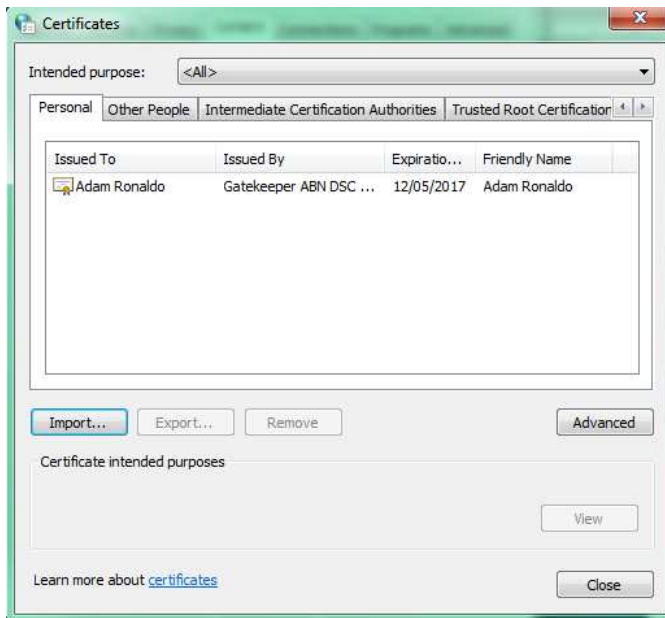 Certificates
Intended purpose: <All>
Personal Other People Intermediate Certification Authorities Trusted Root Certification
Issued To Issued By Expiratio... Friendly Name
Adam Ronaldo Gatekeeper ABN DSC ... 12/05/2017 Adam Ronaldo
Import... Export... Remove Advanced
Certificate intended purposes
View
Learn more about certificates
Close